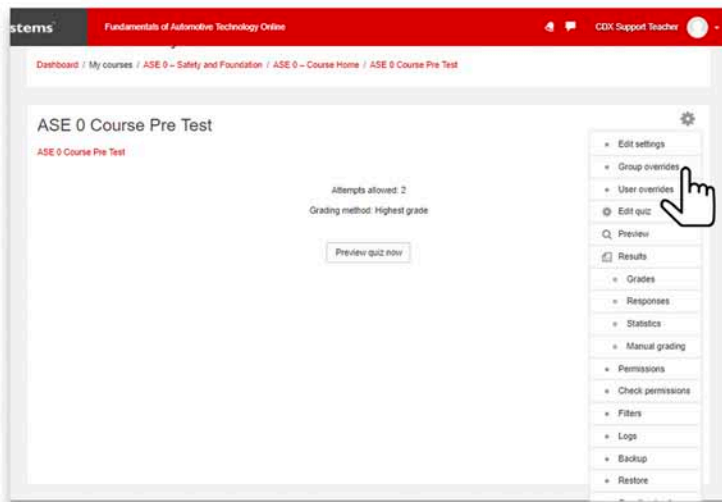 stems
Fundamentals of Automotive Technology Online
CDX Support Teacher
Dashboard / My courses / ASE 0 – Safety and Foundation / ASE 0 – Course Home / ASE 0 Course Pre Test
ASE 0 Course Pre Test
ASE 0 Course Pre Test
Attempts allowed: 2
Grading method: Highest grade
Preview quiz now
Edit settings
Group overrides
User overrides
Edit quiz
Preview
Results
Grades
Responses
Statistics
Manual grading
Permissions
Check permissions
Filters
Logs
Backup
Restore